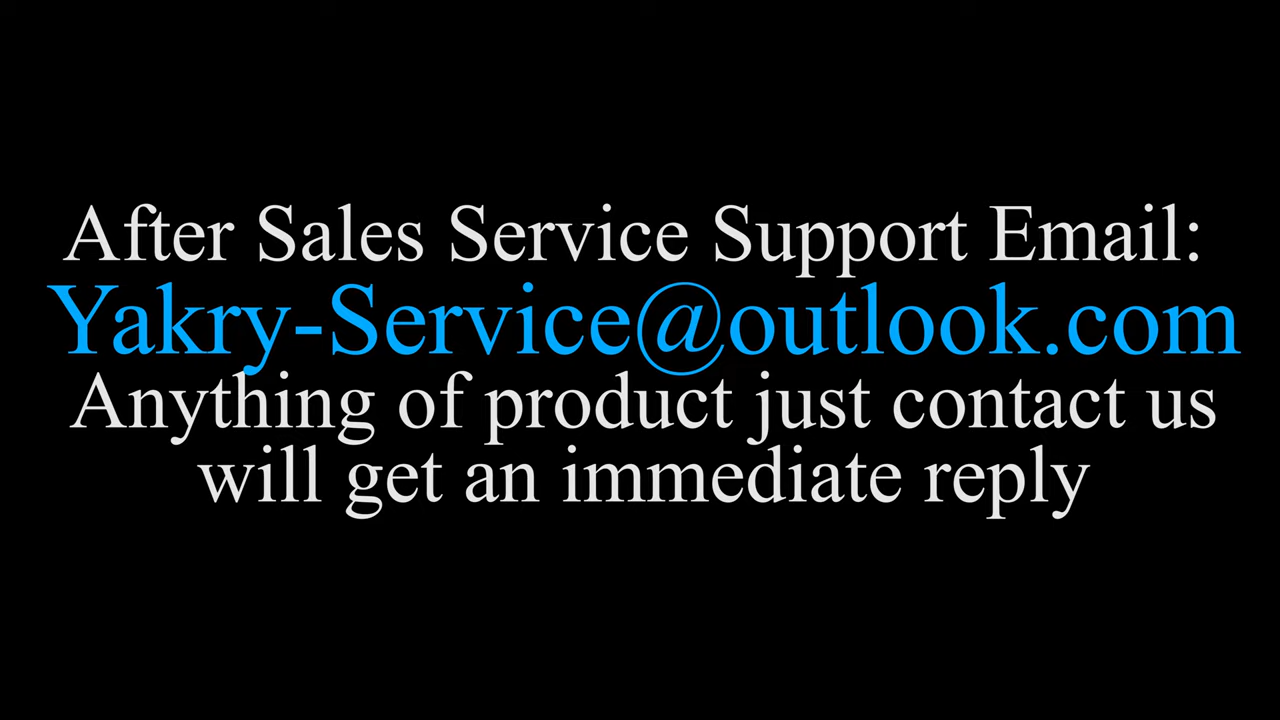 After Sales Service Support Email:
Yakry-Service@outlook.com
Anything of product just contact us
will get an immediate reply